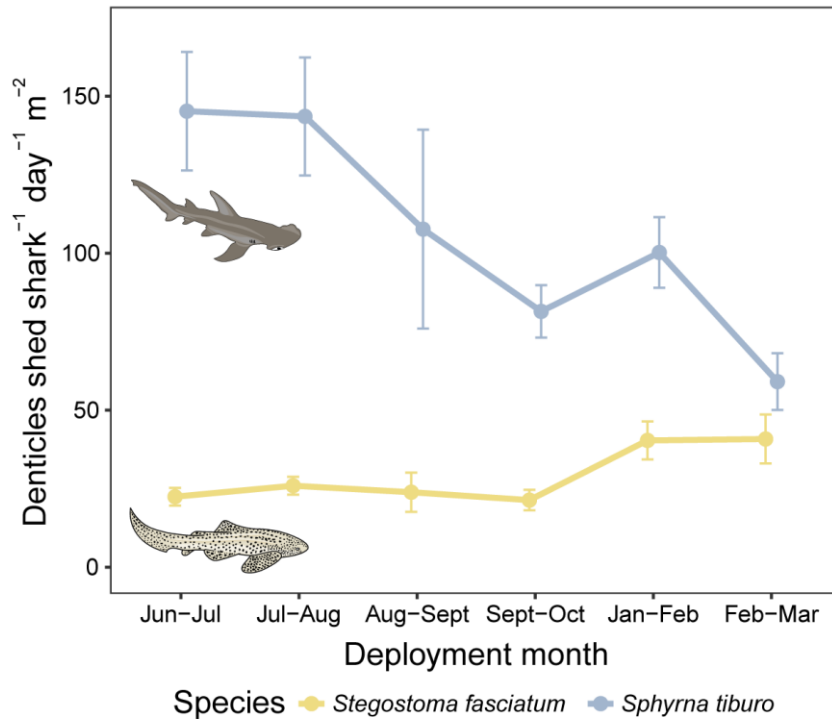 Denticles shed shark⁻¹ day⁻¹ m⁻²
150
100
50
0
Jun−Jul Jul−Aug Aug−Sept Sept−Oct Jan−Feb Feb−Mar
Deployment month
Species Stegostoma fasciatum Sphyrna tiburo